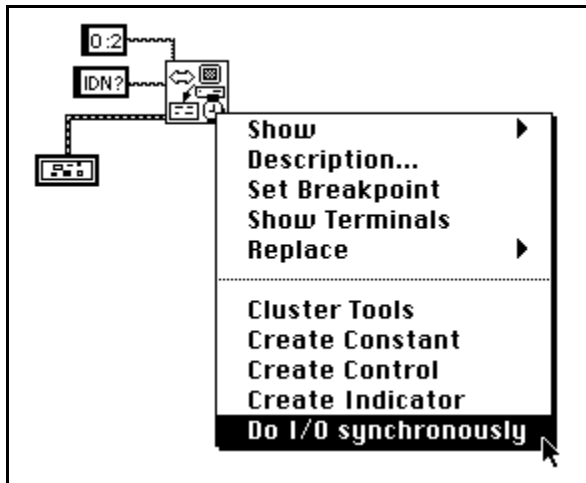 0:2
IDN?
Show
Description...
Set Breakpoint
Show Terminals
Replace
Cluster Tools
Create Constant
Create Control
Create Indicator
Do I/O synchronously